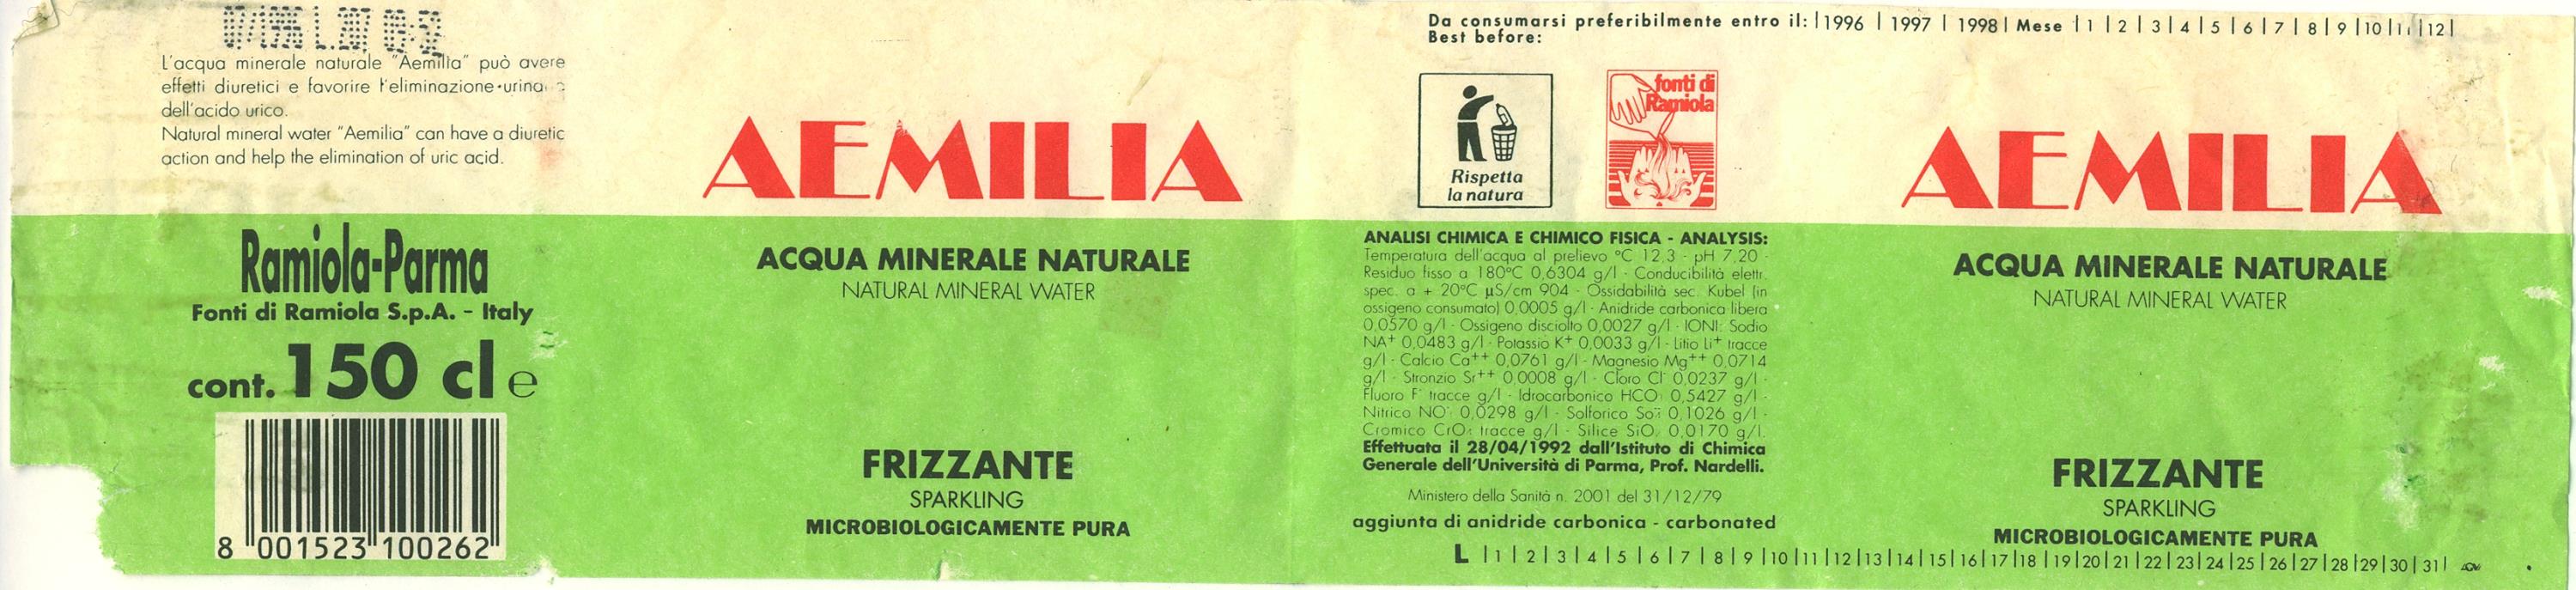 07/1996 L.207 09:52
L'acqua minerale naturale "Aemilia" può avere
effetti diuretici e favorire l'eliminazione urina
dell'acido urico.
Natural mineral water "Aemilia" can have a diuretic
action and help the elimination of uric acid.
Ramiola-Parma
Fonti di Ramiola S.p.A. - Italy
cont. 150 cl e
8 001523 100262
AEMILIA
ACQUA MINERALE NATURALE
NATURAL MINERAL WATER
FRIZZANTE
SPARKLING
MICROBIOLOGICAMENTE PURA
Da consumarsi preferibilmente entro il: | 1996 | 1997 | 1998 | Mese | 1 | 2 | 3 | 4 | 5 | 6 | 7 | 8 | 9 | 10 | 11 | 12 |
Best before:
Rispetta
la natura
fonti di
Ramiola
ANALISI CHIMICA E CHIMICO FISICA - ANALYSIS:
Temperatura dell'acqua al prelievo °C 12,3 - pH 7,20 -
Residuo fisso a 180°C 0,6304 g/l - Conducibilità elettr.
spec. a + 20°C µS/cm 904 - Ossidabilità sec. Kubel (in
ossigeno consumato) 0,0005 g/l - Anidride carbonica libera
0,0570 g/l - Ossigeno disciolto 0,0027 g/l - IONI: Sodio
NA+ 0,0483 g/l - Potassio K+ 0,0033 g/l - Litio Li+ tracce
g/l - Calcio Ca++ 0,0761 g/l - Magnesio Mg++ 0,0714
g/l - Stronzio Sr++ 0,0008 g/l - Cloro Cl- 0,0237 g/l -
Fluoro F- tracce g/l - Idrocarbonico HCO 0,5427 g/l -
Nitrico NO 0,0298 g/l - Solforico So 0,1026 g/l -
Cromico CrO tracce g/l - Silice SiO 0,0170 g/l.
Effettuata il 28/04/1992 dall'Istituto di Chimica
Generale dell'Università di Parma, Prof. Nardelli.
Ministero della Sanità n. 2001 del 31/12/79
aggiunta di anidride carbonica - carbonated
L | 1 | 2 | 3 | 4 | 5 | 6 | 7 | 8 | 9 | 10 | 11 | 12 | 13 | 14 | 15 | 16 | 17 | 18 | 19 | 20 | 21 | 22 | 23 | 24 | 25 | 26 | 27 | 28 | 29 | 30 | 31 |
AEMILIA
ACQUA MINERALE NATURALE
NATURAL MINERAL WATER
FRIZZANTE
SPARKLING
MICROBIOLOGICAMENTE PURA